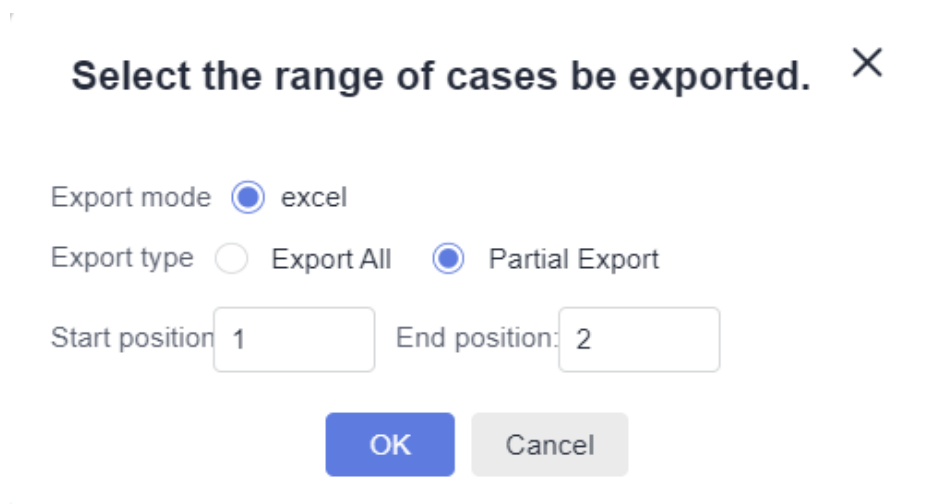 Select the range of cases be exported.
Export mode excel
Export type Export All Partial Export
Start position 1 End position: 2
OK Cancel